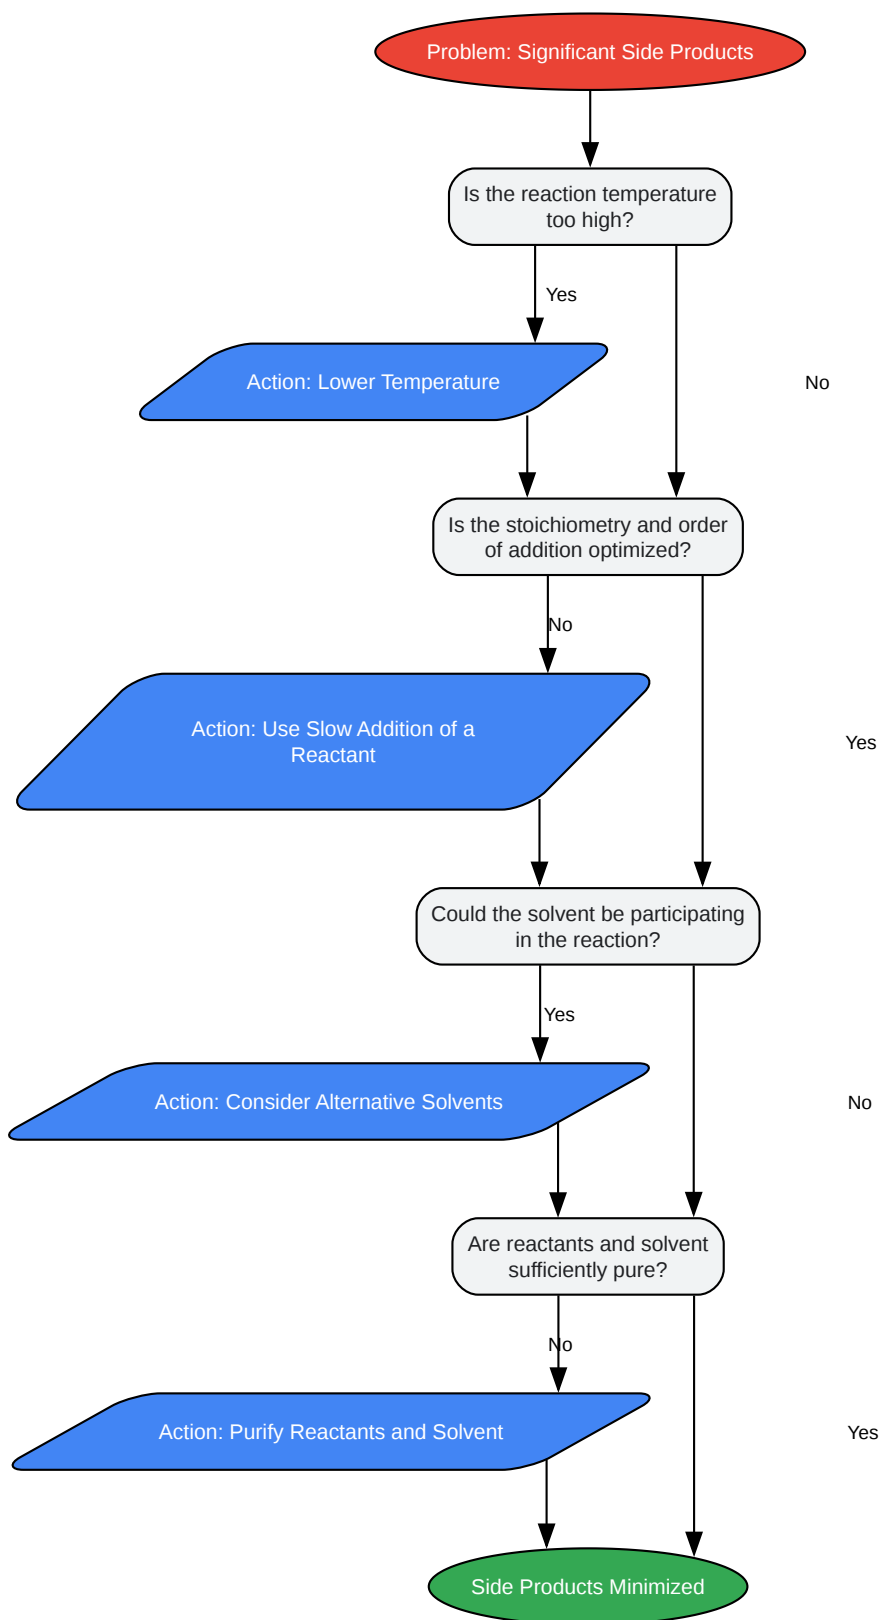 Problem: Significant Side Products
Is the reaction temperature
too high?
Yes
Action: Lower Temperature
No
Is the stoichiometry and order
of addition optimized?
No
Action: Use Slow Addition of a
Reactant
Yes
Could the solvent be participating
in the reaction?
Yes
Action: Consider Alternative Solvents
No
Are reactants and solvent
sufficiently pure?
No
Action: Purify Reactants and Solvent
Yes
Side Products Minimized